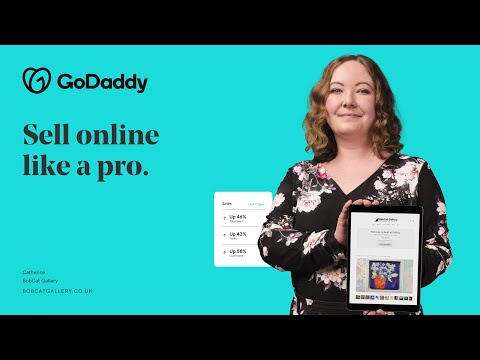 GoDaddy
Sell online
like a pro.
Sales
Up 46%
Up 43%
Up 58%
Catherine
BobCat Gallery
BOBCATGALLERY.CO.UK